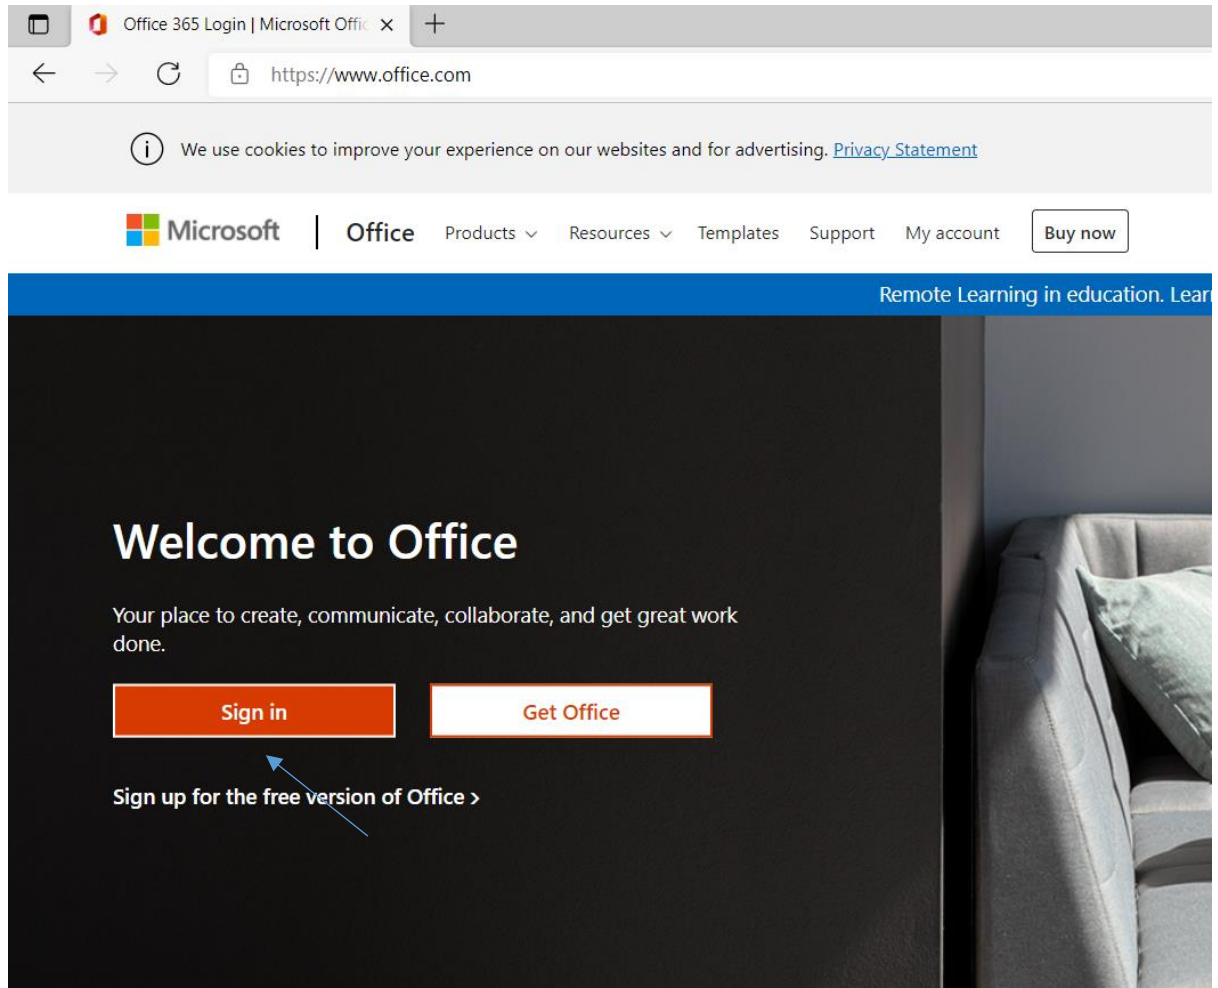 Office 365 Login | Microsoft Offic
https://www.office.com
We use cookies to improve your experience on our websites and for advertising. Privacy Statement
Microsoft | Office Products Resources Templates Support My account Buy now
Remote Learning in education. Lear
Welcome to Office
Your place to create, communicate, collaborate, and get great work
done.
Sign in Get Office
Sign up for the free version of Office >